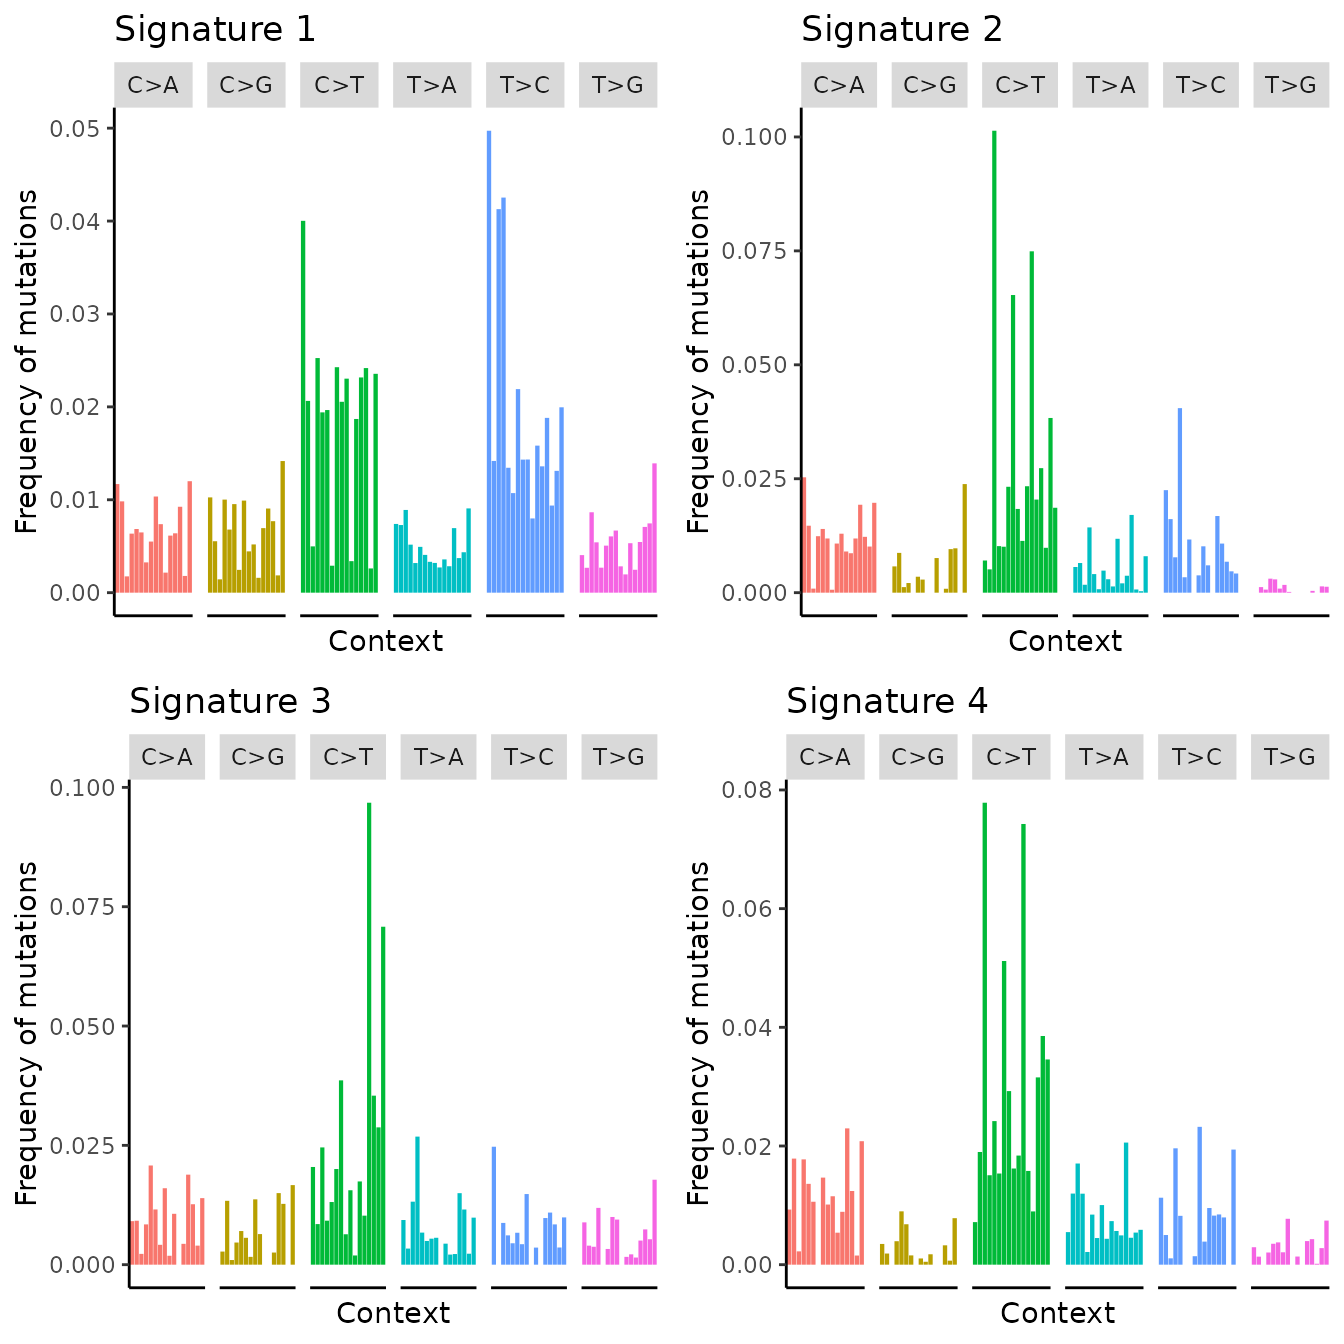 Signature 1
C>A C>G C>T T>A T>C T>G
0.05
0.04
0.03
0.02
0.01
0.00
Frequency of mutations
Context
Signature 2
C>A C>G C>T T>A T>C T>G
0.100
0.075
0.050
0.025
0.000
Frequency of mutations
Context
Signature 3
C>A C>G C>T T>A T>C T>G
0.100
0.075
0.050
0.025
0.000
Frequency of mutations
Context
Signature 4
C>A C>G C>T T>A T>C T>G
0.08
0.06
0.04
0.02
0.00
Frequency of mutations
Context